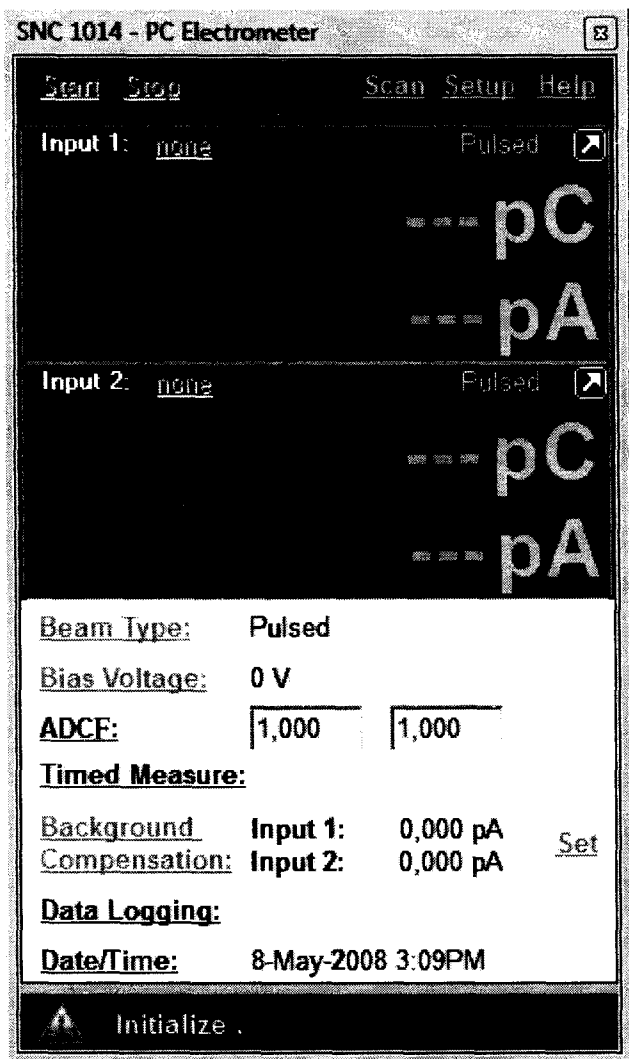 SNC 1014 - PC Electrometer
Start Stop Scan Setup Help
Input 1: none Pulsed
--- pC
--- pA
Input 2: none Pulsed
--- pC
--- pA
Beam Type: Pulsed
Bias Voltage: 0 V
ADCF: 1,000 1,000
Timed Measure:
Background Input 1: 0,000 pA
Compensation: Input 2: 0,000 pA Set
Data Logging:
Date/Time: 8-May-2008 3:09PM
Initialize .